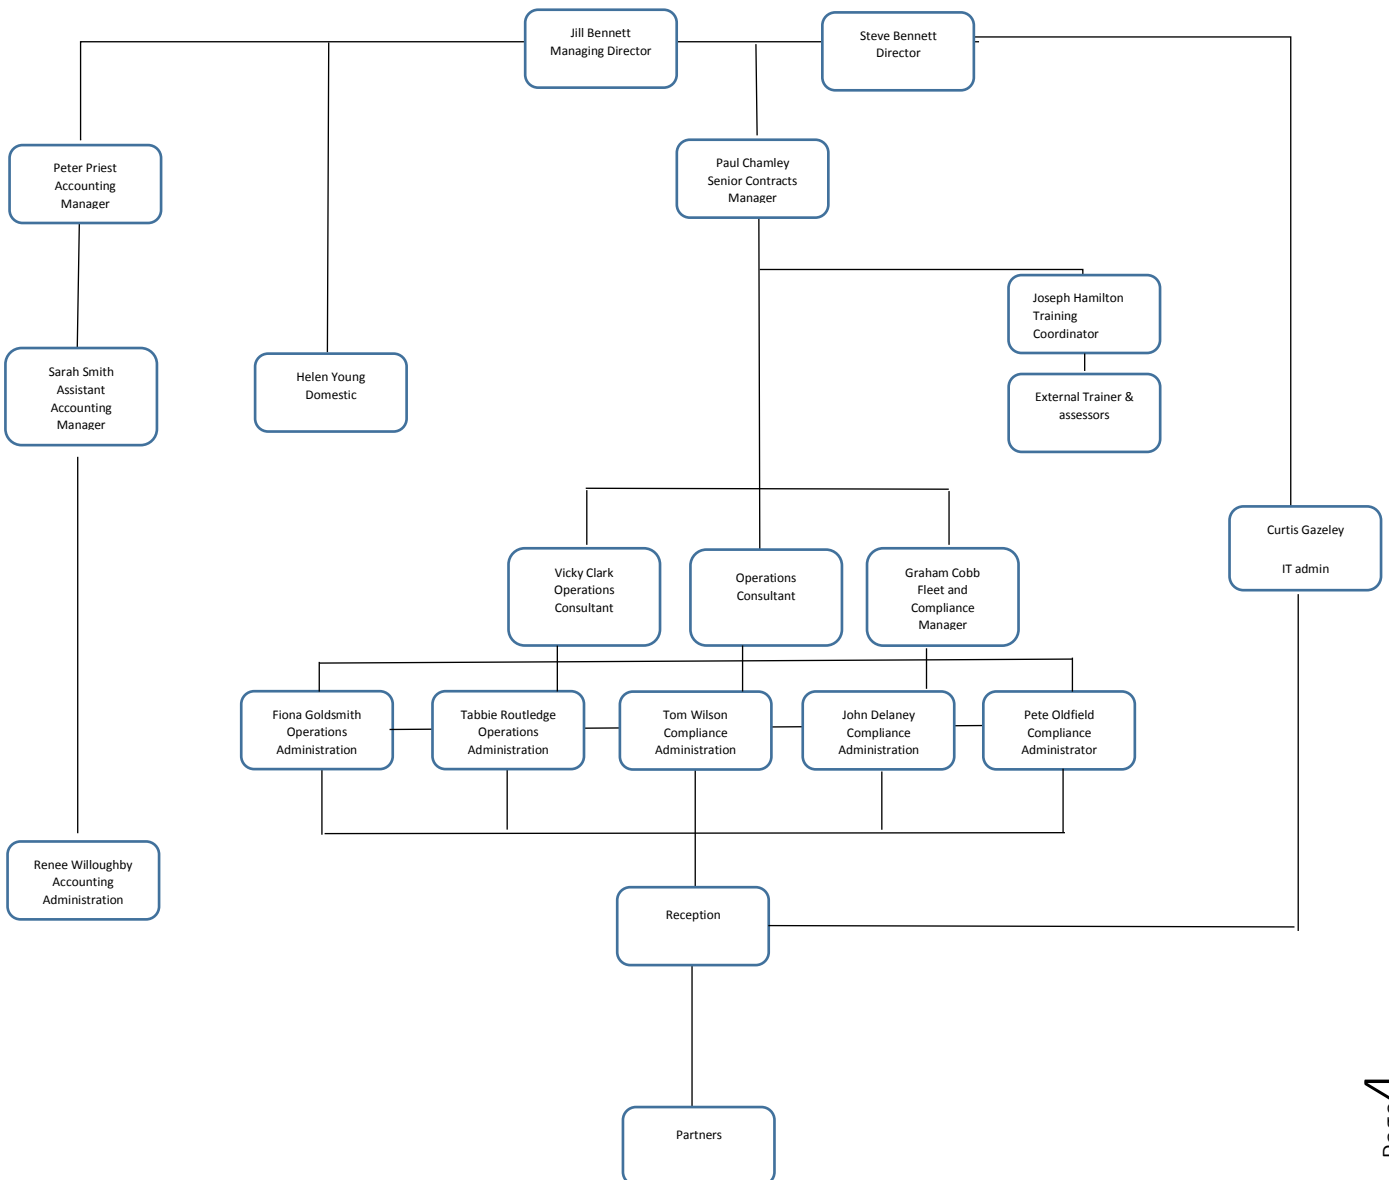 Jill Bennett
Managing Director
Steve Bennett
Director
Peter Priest
Accounting
Manager
Paul Chamley
Senior Contracts
Manager
Joseph Hamilton
Training
Coordinator
Sarah Smith
Assistant
Accounting
Manager
Helen Young
Domestic
External Trainer &
assessors
Curtis Gazeley
IT admin
Vicky Clark
Operations
Consultant
Operations
Consultant
Graham Cobb
Fleet and
Compliance
Manager
Fiona Goldsmith
Operations
Administration
Tabbie Routledge
Operations
Administration
Tom Wilson
Compliance
Administration
John Delaney
Compliance
Administration
Pete Oldfield
Compliance
Administrator
Renee Willoughby
Accounting
Administration
Reception
Partners
Page 4